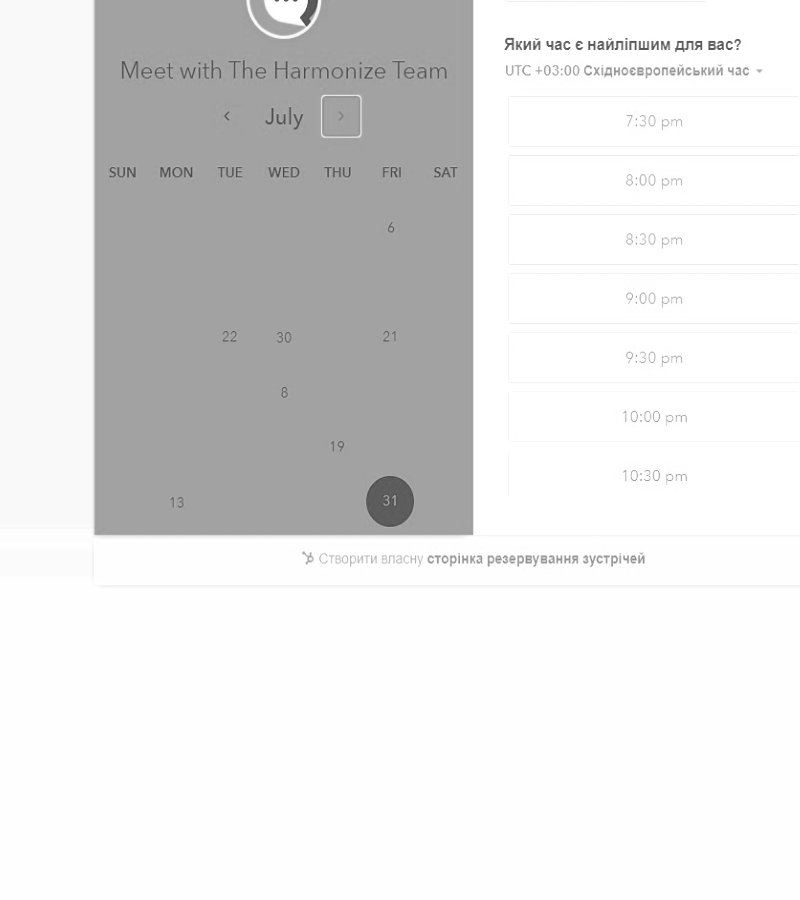 Meet with The Harmonize Team
July
SUN MON TUE WED THU FRI SAT
6
22 30 21
8
19
13 31
Який час є найліпшим для вас?
UTC +03:00 Східноєвропейський час
7:30 pm
8:00 pm
8:30 pm
9:00 pm
9:30 pm
10:00 pm
10:30 pm
Створити власну сторінка резервування зустрічей